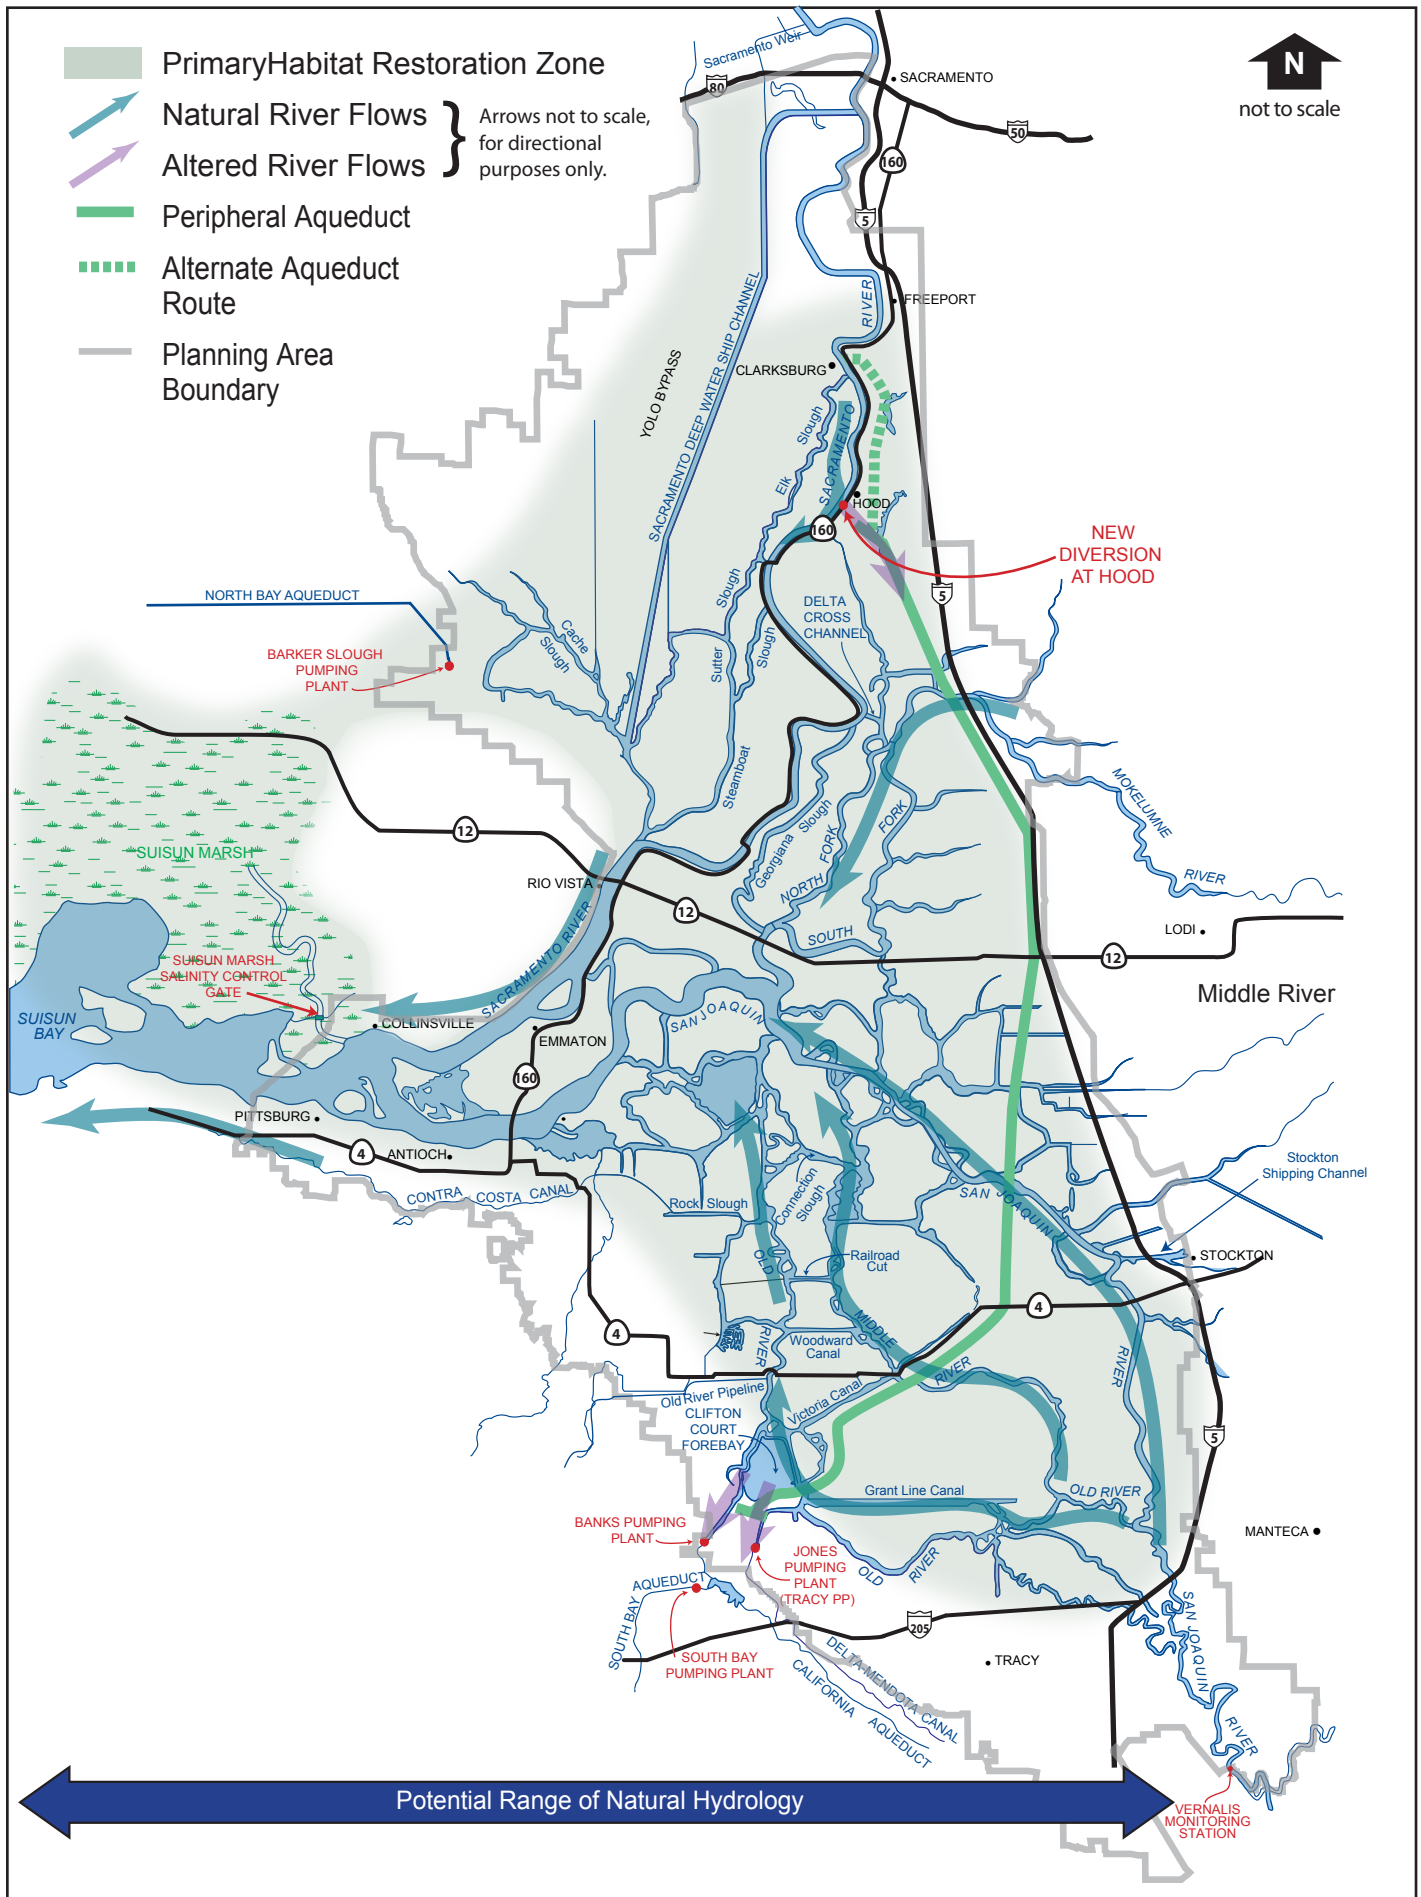 PrimaryHabitat Restoration Zone
Natural River Flows
Altered River Flows
}
Arrows not to scale,
for directional
purposes only.
Peripheral Aqueduct
Alternate Aqueduct
Route
Planning Area
Boundary
N
not to scale
Sacramento Weir
80
SACRAMENTO
50
160
5
FREEPORT
RIVER
CLARKSBURG
YOLO BYPASS
SACRAMENTO DEEP WATER SHIP CHANNEL
Elk
Slough
SACRAMENTO
HOOD
160
NEW
DIVERSION
AT HOOD
5
NORTH BAY AQUEDUCT
BARKER SLOUGH
PUMPING
PLANT
Cache
Slough
Slough
Sutter
Slough
Steamboat
DELTA
CROSS
CHANNEL
MOKELUMNE
RIVER
SUISUN MARSH
12
RIO VISTA
12
Georgiana
Slough
NORTH
FORK
FORK
SOUTH
LODI
12
Middle River
SUISUN MARSH
SALINITY CONTROL
GATE
SUISUN
BAY
COLLINSVILLE
SACRAMENTO RIVER
EMMATON
SAN JOAQUIN
160
PITTSBURG
4
ANTIOCH
CONTRA
COSTA CANAL
Rock Slough
Connection
Slough
SAN JOAQUIN
Stockton
Shipping Channel
STOCKTON
OLD
Railroad
Cut
4
4
RIVER
MIDDLE
Woodward
Canal
RIVER
RIVER
Old River Pipeline
Victoria Canal
CLIFTON
COURT
FOREBAY
5
Grant Line Canal
OLD RIVER
BANKS PUMPING
PLANT
JONES
PUMPING
PLANT
(TRACY PP)
OLD
RIVER
MANTECA
SOUTH BAY
AQUEDUCT
SOUTH BAY
PUMPING PLANT
205
TRACY
DELTA-MENDOTA CANAL
CALIFORNIA
AQUEDUCT
SAN JOAQUIN
RIVER
Potential Range of Natural Hydrology
VERNALIS
MONITORING
STATION